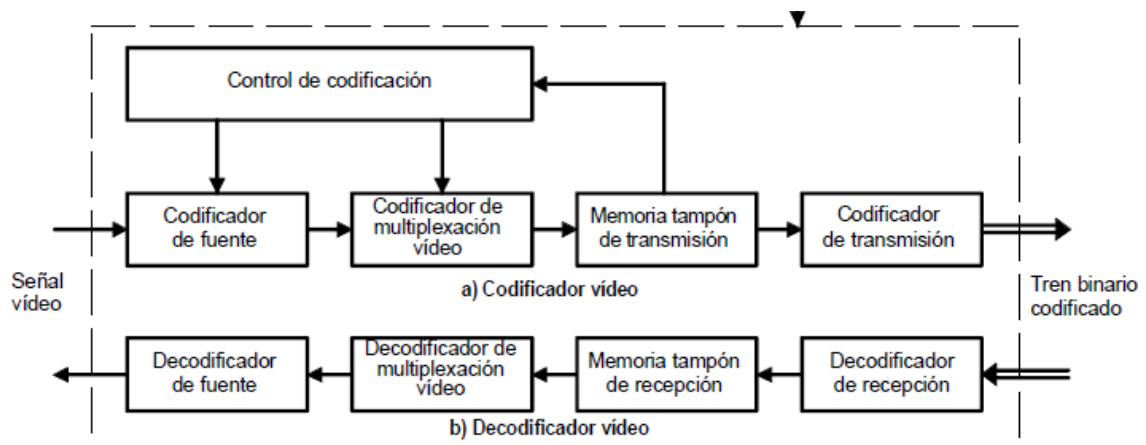 Control de codificación
Codificador
de fuente
Codificador de
multiplexación
vídeo
Memoria tampón
de transmisión
Codificador
de transmisión
Señal
vídeo
a) Codificador vídeo
Tren binario
codificado
Decodificador
de fuente
Decodificador de
multiplexación
vídeo
Memoria tampón
de recepción
Decodificador
de recepción
b) Decodificador vídeo